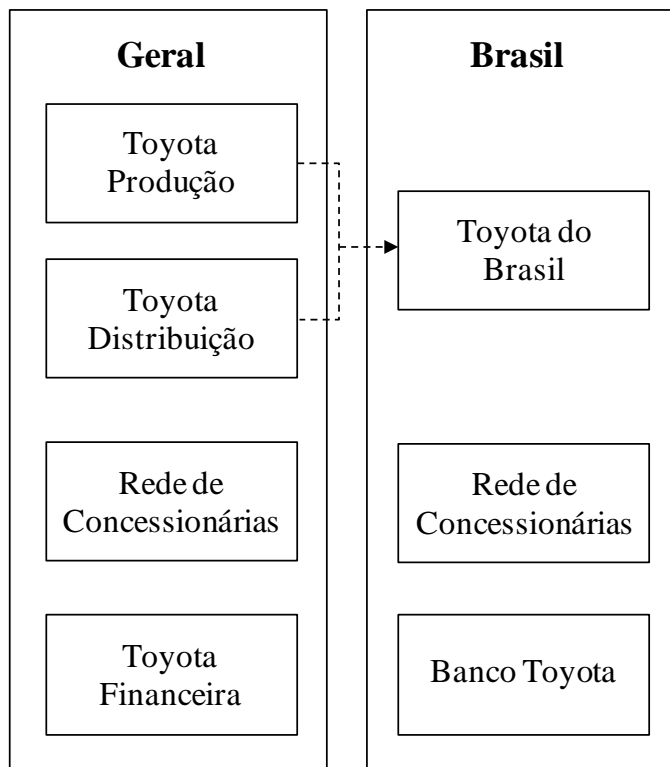 Geral
Toyota
Produção
Toyota
Distribuição
Rede de
Concessionárias
Toyota
Financeira
Brasil
Toyota do
Brasil
Rede de
Concessionárias
Banco Toyota